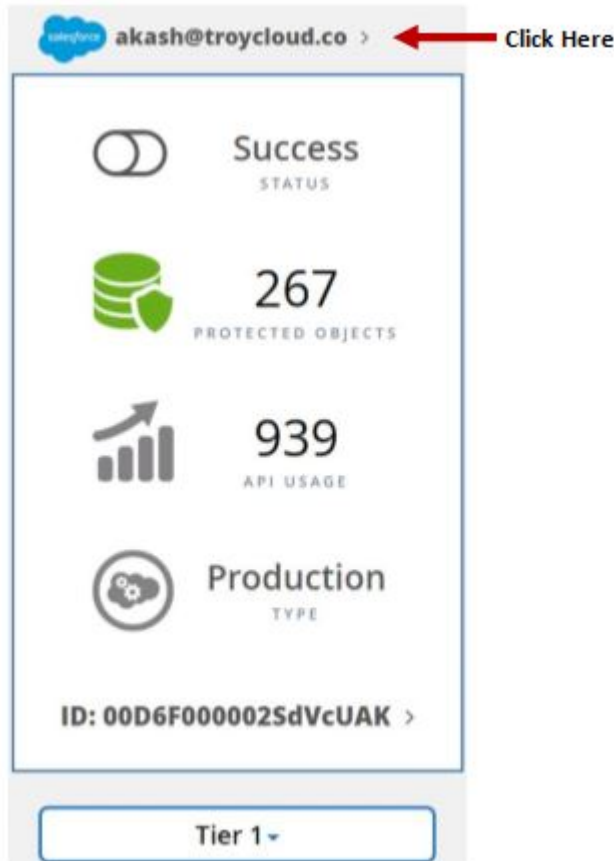 salesforce akash@troycloud.co > Click Here
Success
STATUS
267
PROTECTED OBJECTS
939
API USAGE
Production
TYPE
ID: 00D6F000002SdVcUAK >
Tier 1